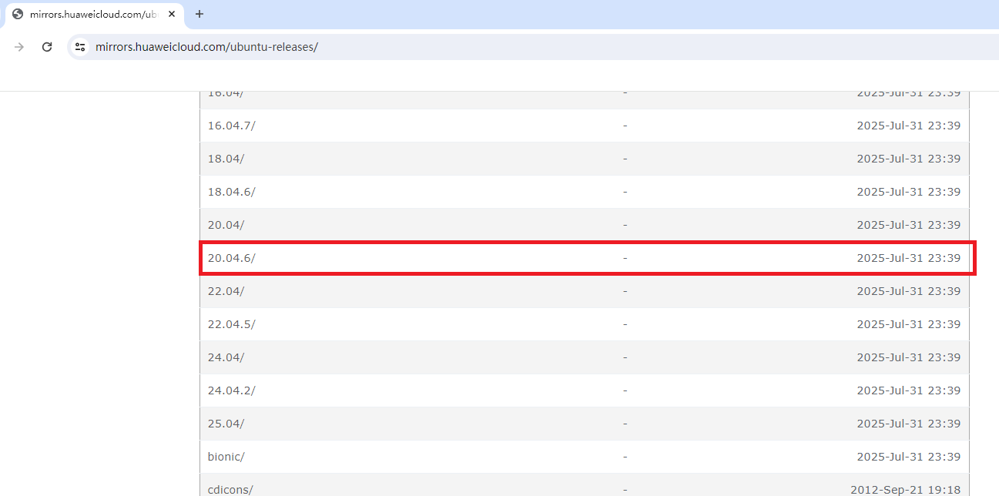 mirrors.huaweicloud.com/ub
mirrors.huaweicloud.com/ubuntu-releases/
16.04/ - 2025-Jul-31 23:39
16.04.7/ - 2025-Jul-31 23:39
18.04/ - 2025-Jul-31 23:39
18.04.6/ - 2025-Jul-31 23:39
20.04/ - 2025-Jul-31 23:39
20.04.6/ - 2025-Jul-31 23:39
22.04/ - 2025-Jul-31 23:39
22.04.5/ - 2025-Jul-31 23:39
24.04/ - 2025-Jul-31 23:39
24.04.2/ - 2025-Jul-31 23:39
25.04/ - 2025-Jul-31 23:39
bionic/ - 2025-Jul-31 23:39
cdicons/ - 2012-Sep-21 19:18